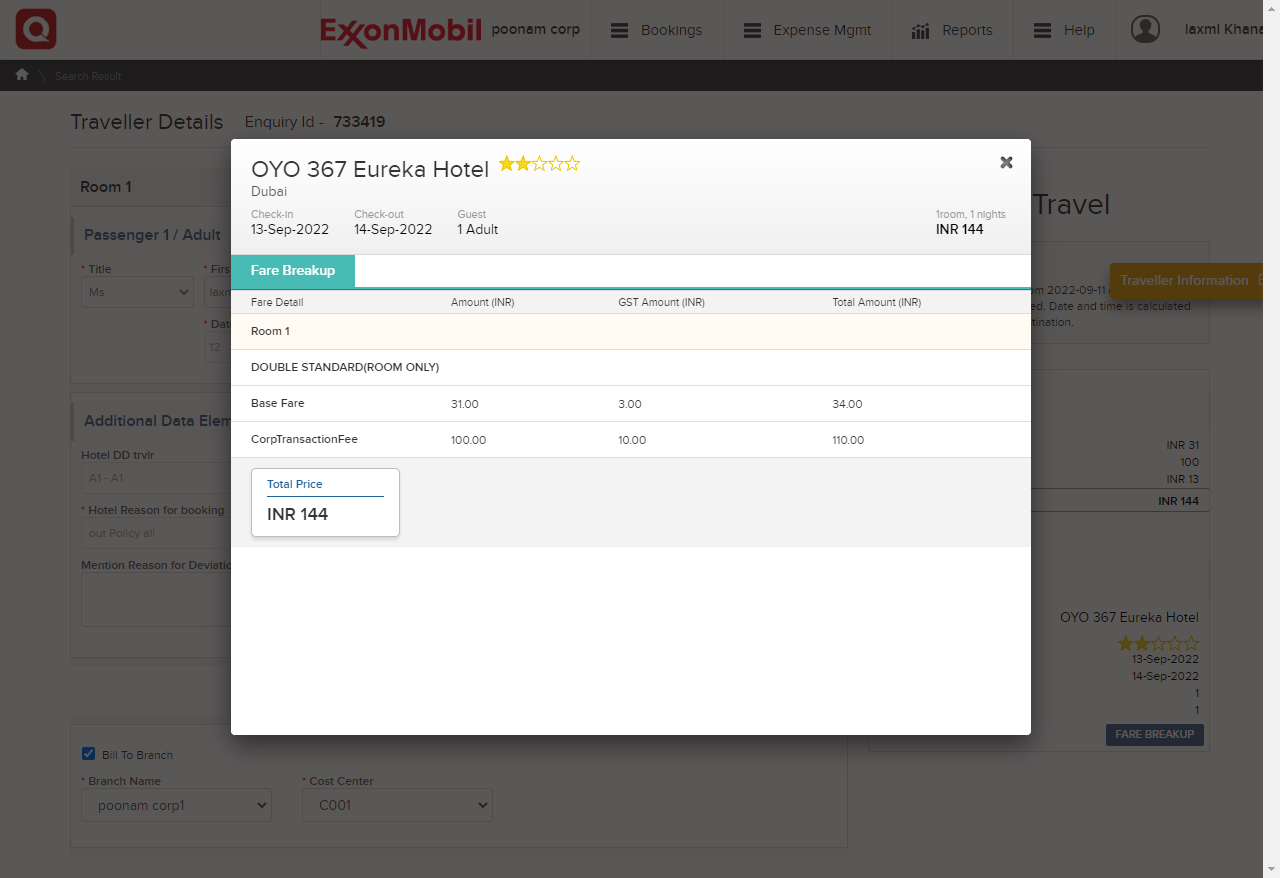 ExxonMobil poonam corp Bookings Expense Mgmt Reports Help laxmI Khana
Search Result
Traveller Details Enquiry Id - 733419
OYO 367 Eureka Hotel
Dubai
Check-in Check-out Guest 1room, 1 nights
13-Sep-2022 14-Sep-2022 1 Adult INR 144
Fare Breakup
Fare Detail Amount (INR) GST Amount (INR) Total Amount (INR)
Room 1
DOUBLE STANDARD(ROOM ONLY)
Base Fare 31.00 3.00 34.00
CorpTransactionFee 100.00 10.00 110.00
Total Price
INR 144
Room 1
Passenger 1 / Adult
* Title * Firs
Ms laxm
* Date
12
Additional Data Elem
Hotel DD trvlr
A1 - A1
* Hotel Reason for booking
out Policy all
Mention Reason for Deviatio
Bill To Branch
* Branch Name * Cost Center
poonam corp1 C001
Travel
Traveller Information
om 2022-09-11
ed. Date and time is calculated
tination.
INR 31
100
INR 13
INR 144
OYO 367 Eureka Hotel
13-Sep-2022
14-Sep-2022
1
1
FARE BREAKUP